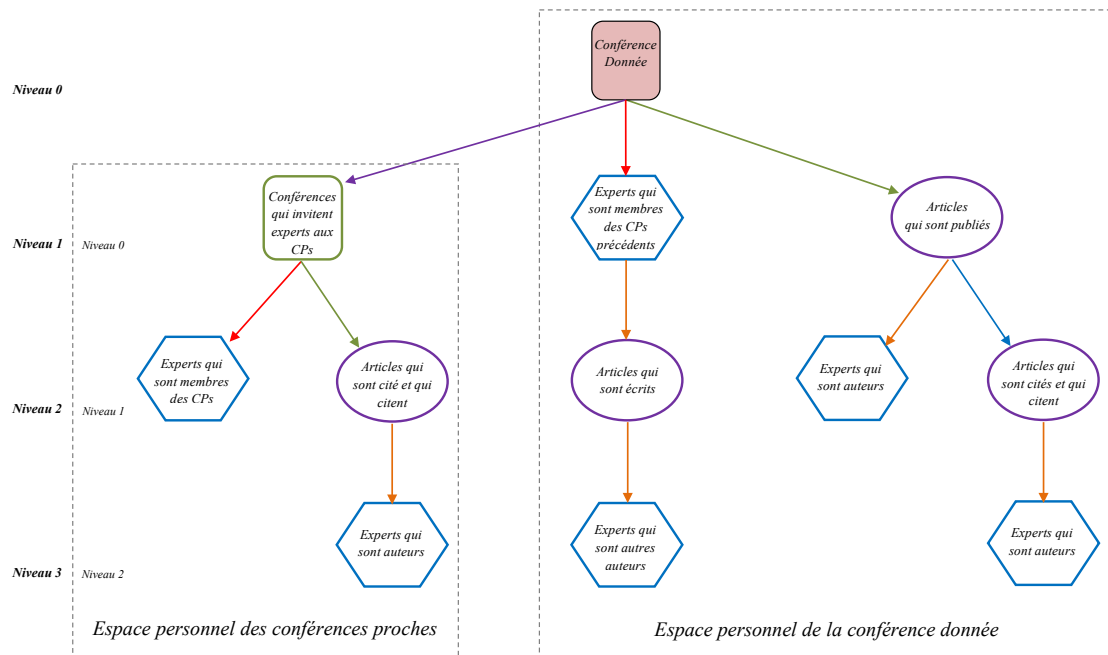 Conférence
Donnée
Niveau 0
Conférences
qui invitent
experts aux
CPs
Experts qui
sont membres
des CPs
précédents
Articles
qui sont publiés
Niveau 1
Niveau 0
Experts qui
sont membres
des CPs
Articles qui
sont cité et qui
citent
Articles qui
sont écrits
Experts qui
sont auteurs
Articles qui
sont cités et qui
citent
Niveau 2
Niveau 1
Experts qui
sont auteurs
Experts qui
sont autres
auteurs
Experts qui
sont auteurs
Niveau 3
Niveau 2
Espace personnel des conférences proches
Espace personnel de la conférence donnée